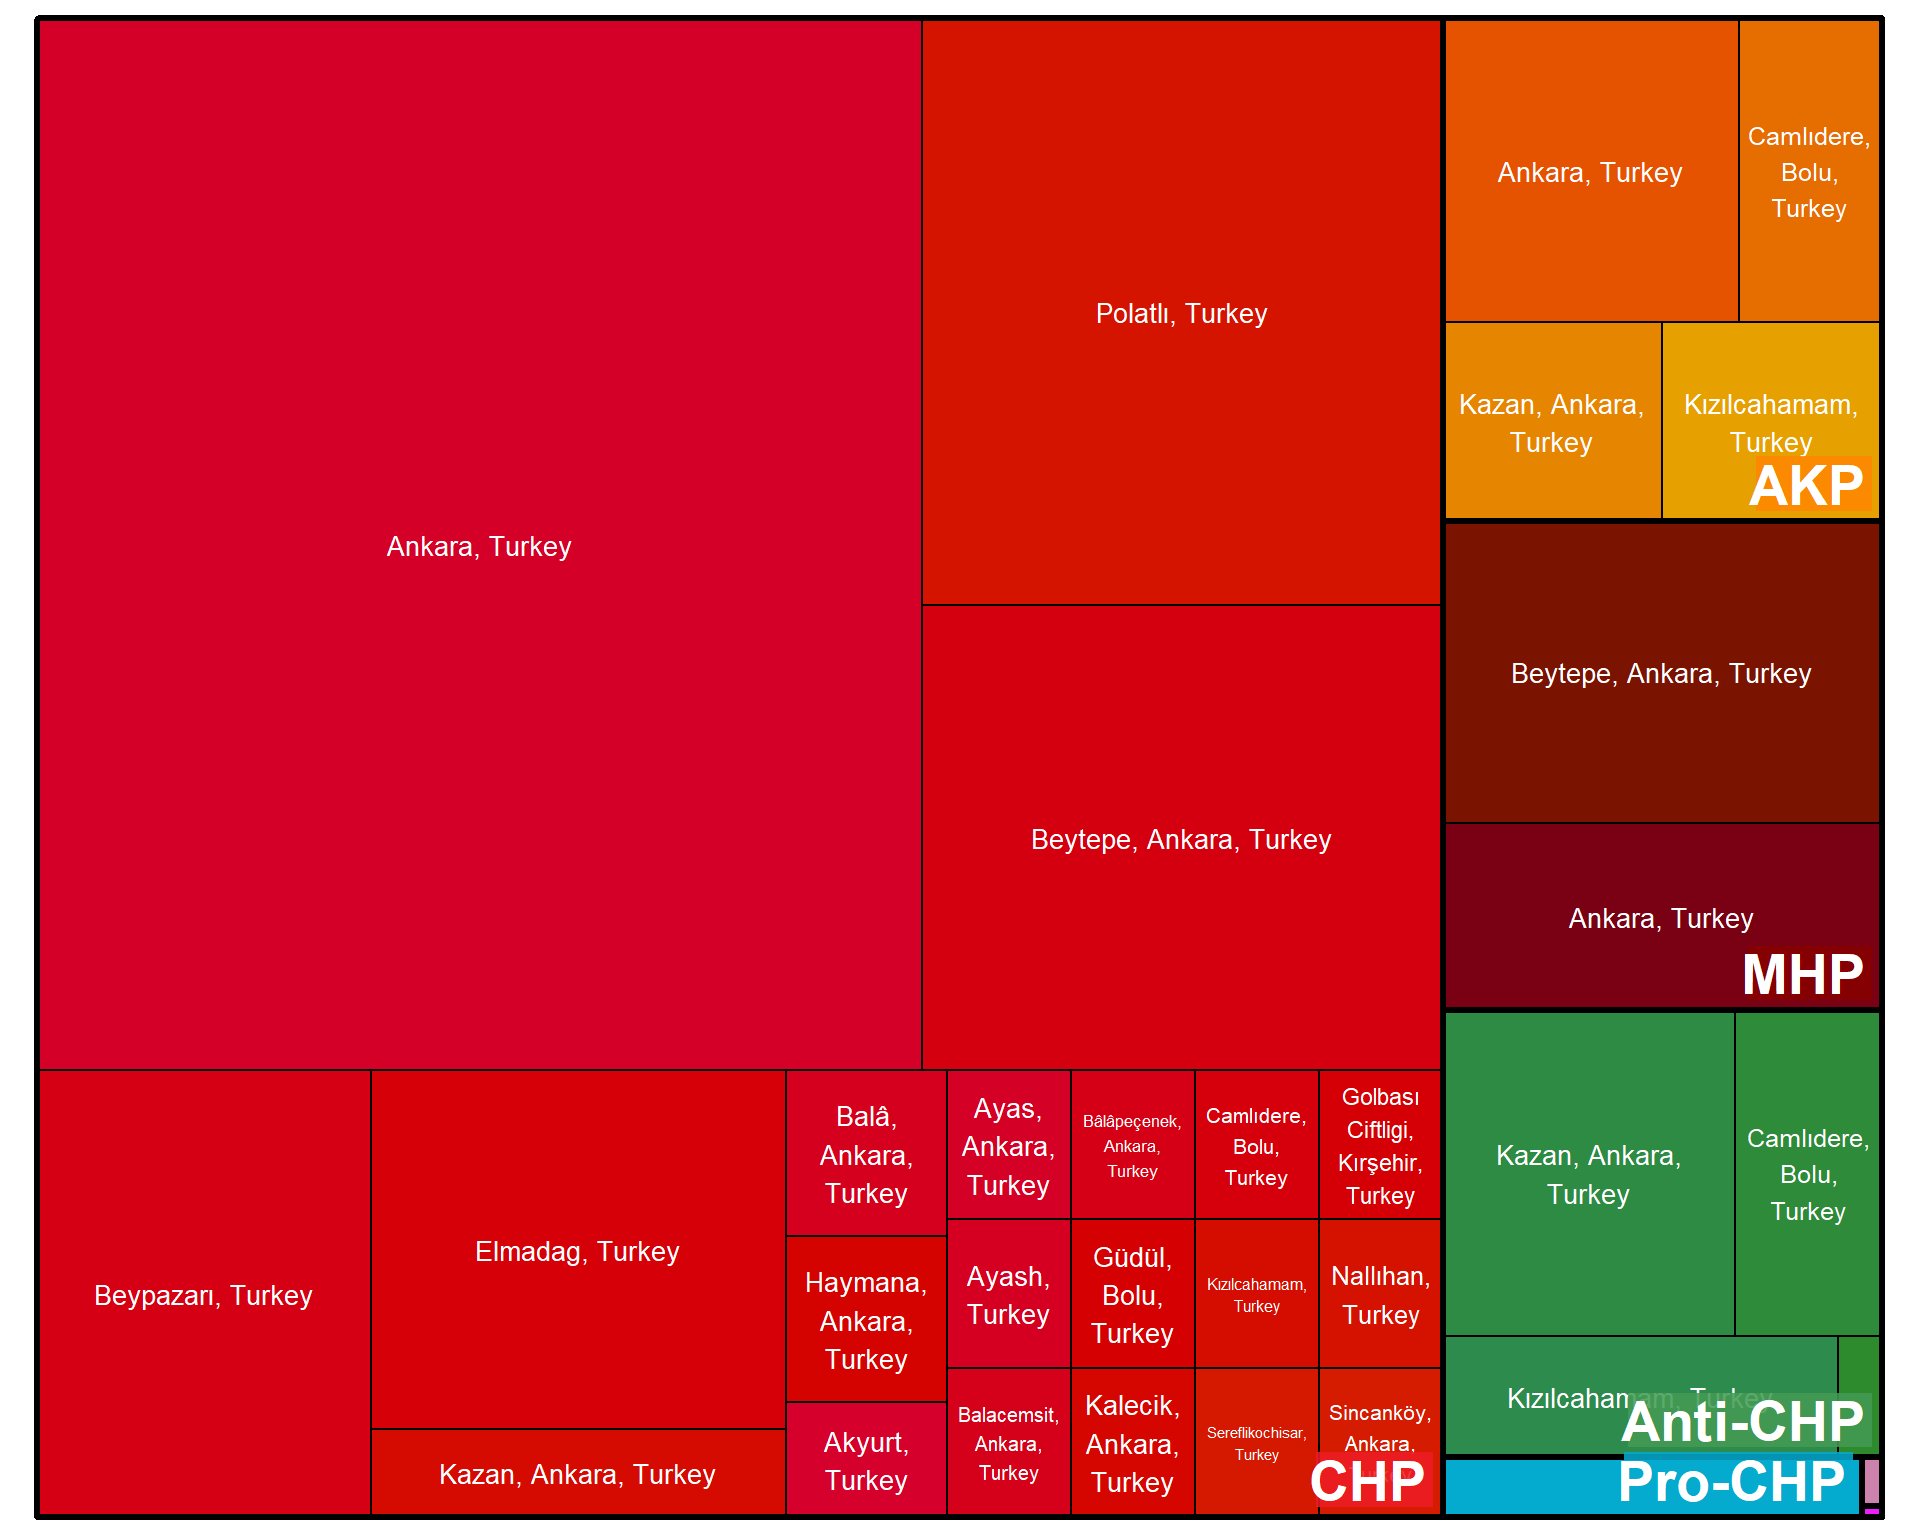 Ankara, Turkey
Polatlı, Turkey
Beytepe, Ankara, Turkey
Beypazarı, Turkey
Elmadag, Turkey
Kazan, Ankara, Turkey
Balâ,
Ankara,
Turkey
Haymana,
Ankara,
Turkey
Akyurt,
Turkey
Ayas,
Ankara,
Turkey
Ayash,
Turkey
Balacemsit,
Ankara,
Turkey
Bâlâpeçenek,
Ankara,
Turkey
Güdül,
Bolu,
Turkey
Kalecik,
Ankara,
Turkey
Camlıdere,
Bolu,
Turkey
Kızılcahamam,
Turkey
Sereflikochisar,
Turkey
Golbası
Ciftligi,
Kırşehir,
Turkey
Nallıhan,
Turkey
Sincanköy,
Ankara,
CHP
Ankara, Turkey
Camlıdere,
Bolu,
Turkey
Kazan, Ankara,
Turkey
Kızılcahamam,
Turkey
AKP
Beytepe, Ankara, Turkey
Ankara, Turkey
MHP
Kazan, Ankara,
Turkey
Camlıdere,
Bolu,
Turkey
Kızılcahamam, Turkey
Anti-CHP
Pro-CHP